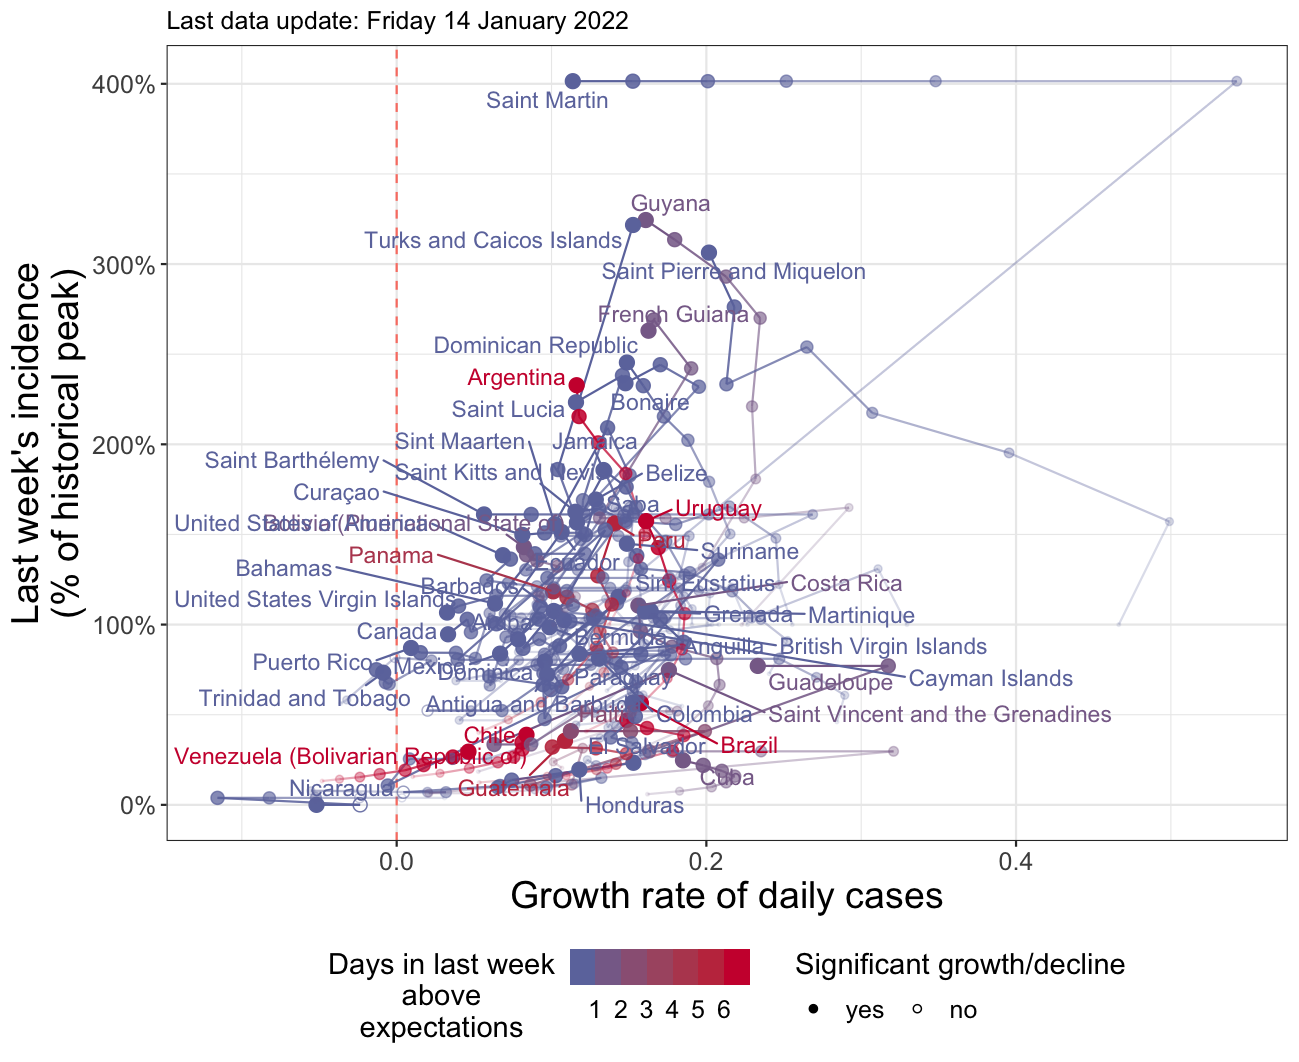 Last data update: Friday 14 January 2022
400%
Saint Martin
Guyana
Turks and Caicos Islands
300%
Saint Pierre and Miquelon
French Guiana
Dominican Republic
Argentina
Bonaire
Saint Lucia
200%
Sint Maarten
Jamaica
Saint Barthélemy
Saint Kitts and Nevis
Belize
Curaçao
Saba
Uruguay
United States of America
Bolivia (Plurinational State of)
Peru
Panama
Suriname
Ecuador
Bahamas
Barbados
Sint Eustatius
Costa Rica
United States Virgin Islands
Grenada
Martinique
100%
Aruba
Canada
Bermuda
Anguilla
British Virgin Islands
Puerto Rico
Mexico
Dominica
Paraguay
Guadeloupe
Cayman Islands
Trinidad and Tobago
Antigua and Barbuda
Haiti
Colombia
Saint Vincent and the Grenadines
Chile
El Salvador
Brazil
Venezuela (Bolivarian Republic of)
Cuba
Nicaragua
Guatemala
Honduras
0%
Last week's incidence
(% of historical peak)
0.0
0.2
0.4
Growth rate of daily cases
Days in last week
above
expectations
1 2 3 4 5 6
Significant growth/decline
yes
no